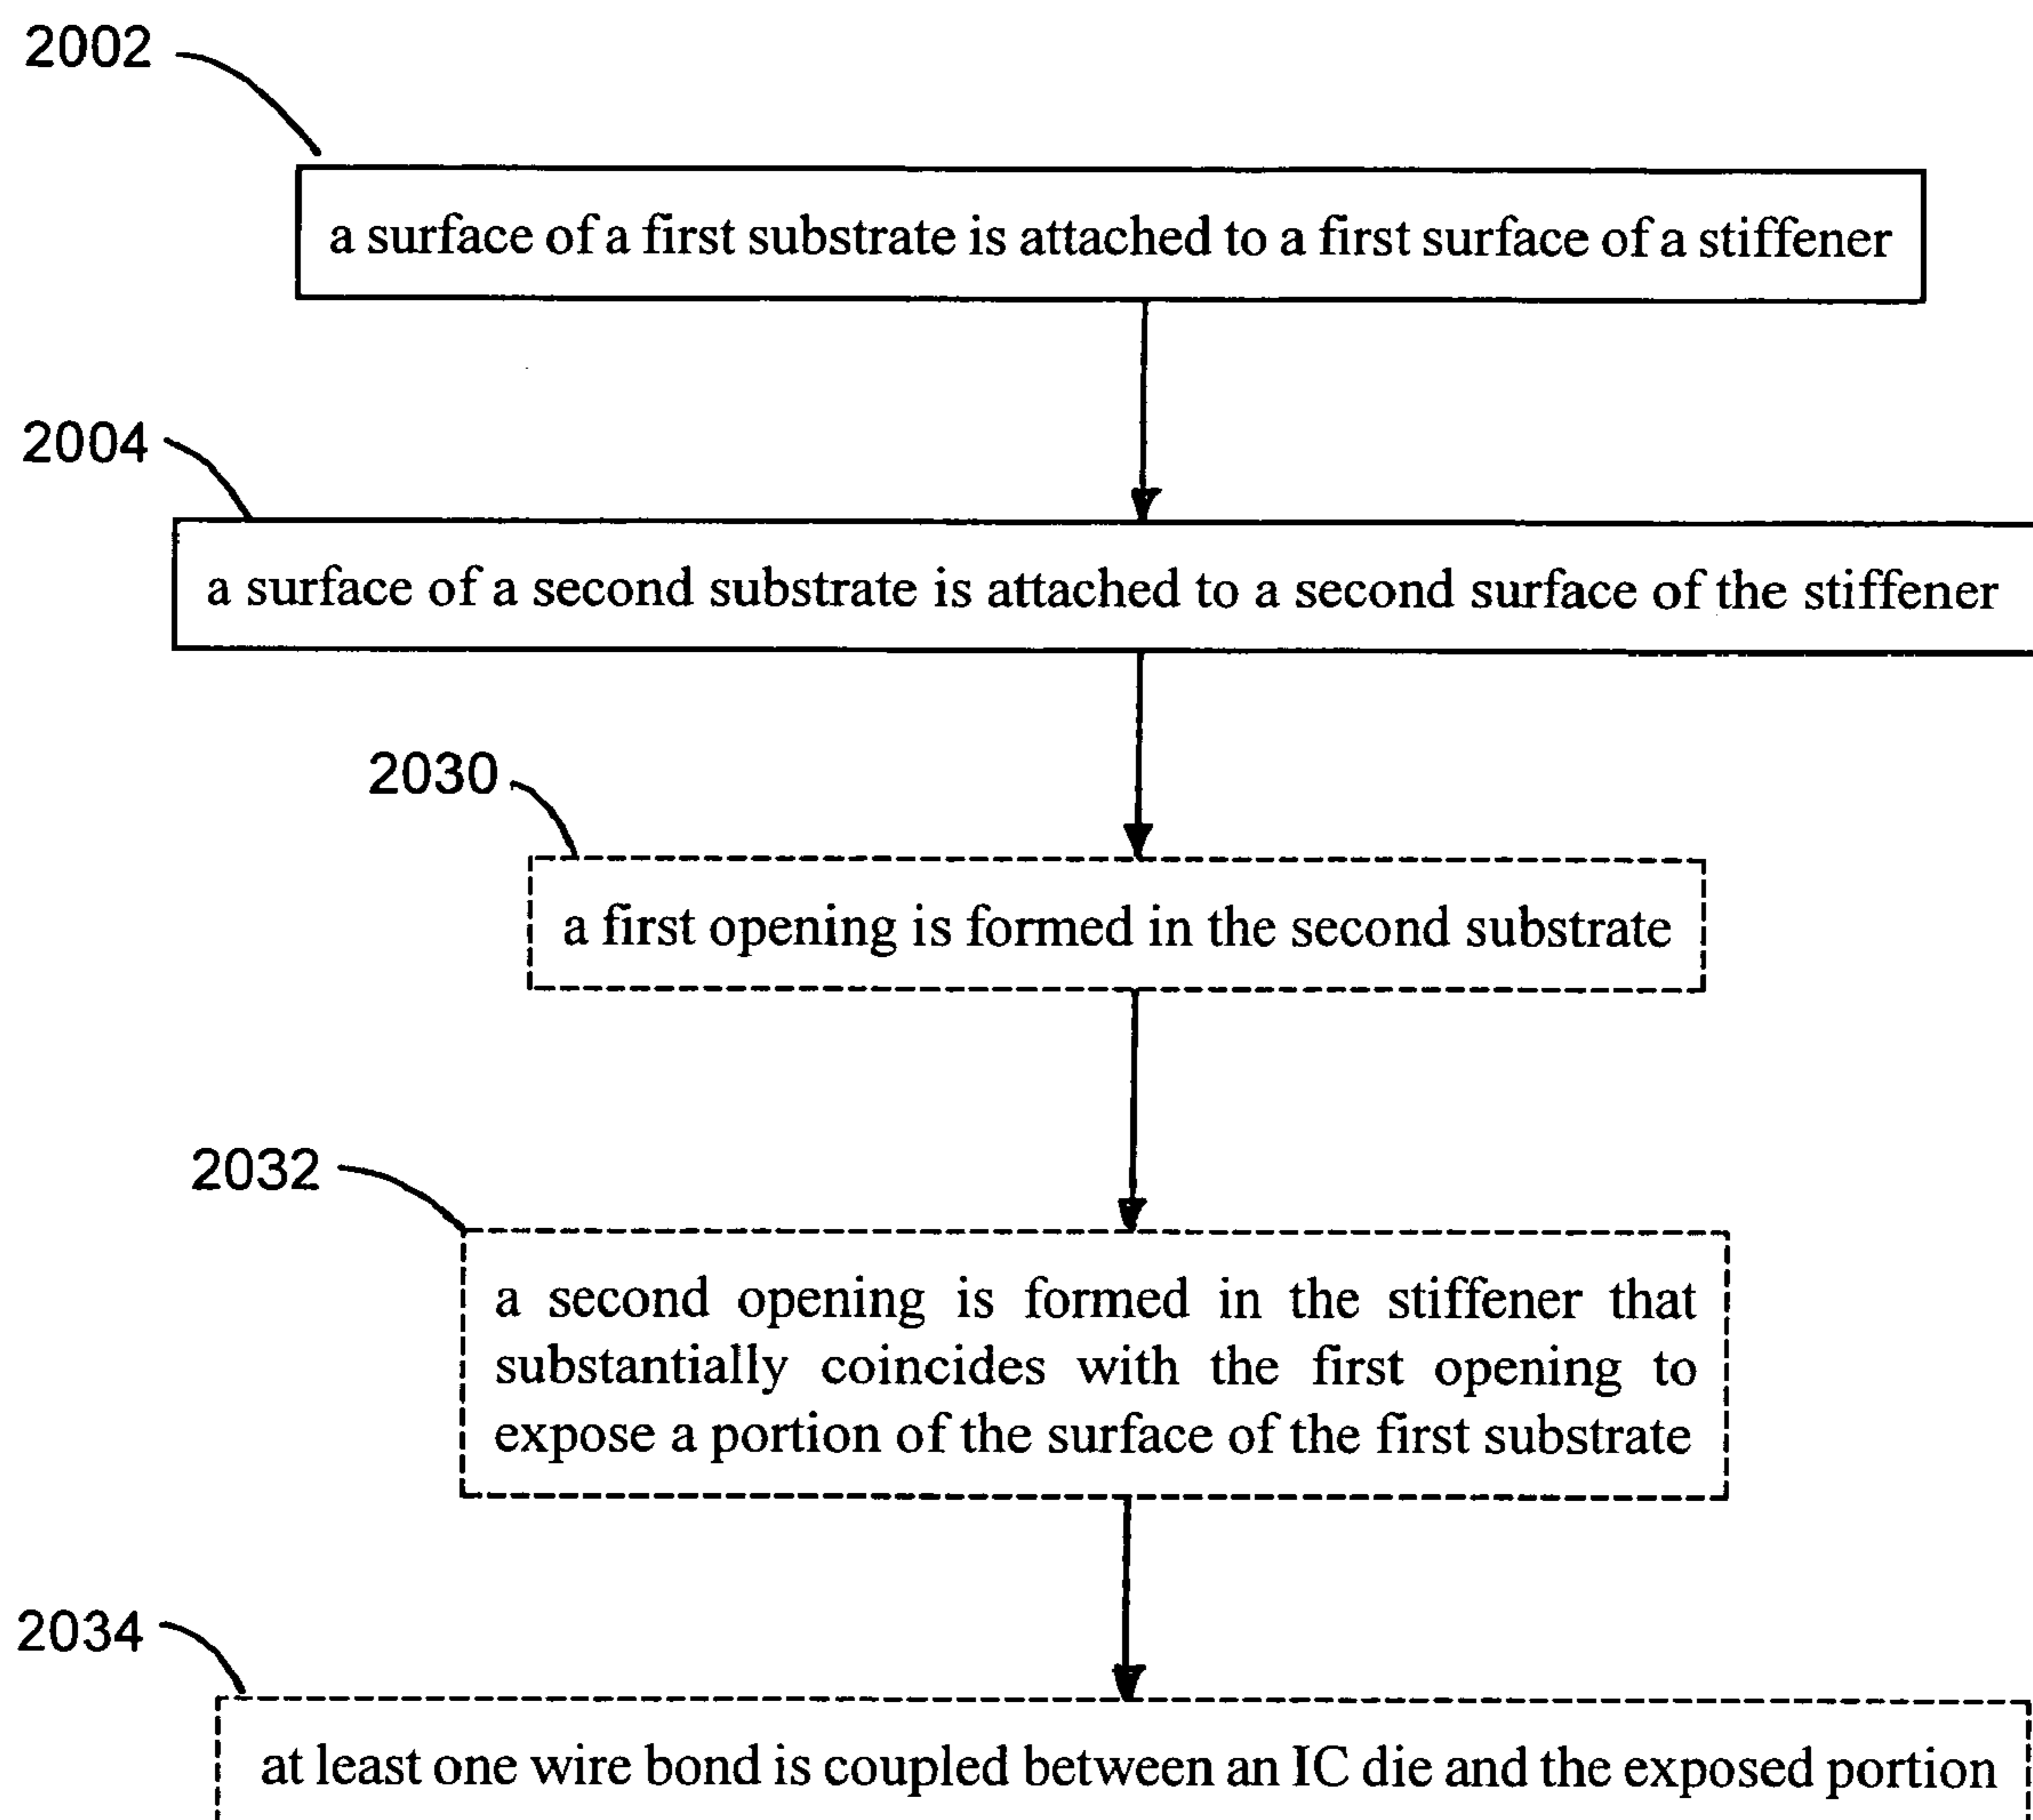 2002
a surface of a first substrate is attached to a first surface of a stiffener
2004
a surface of a second substrate is attached to a second surface of the stiffener
2030
a first opening is formed in the second substrate
2032
a second opening is formed in the stiffener that
substantially coincides with the first opening to
expose a portion of the surface of the first substrate
2034
at least one wire bond is coupled between an IC die and the exposed portion